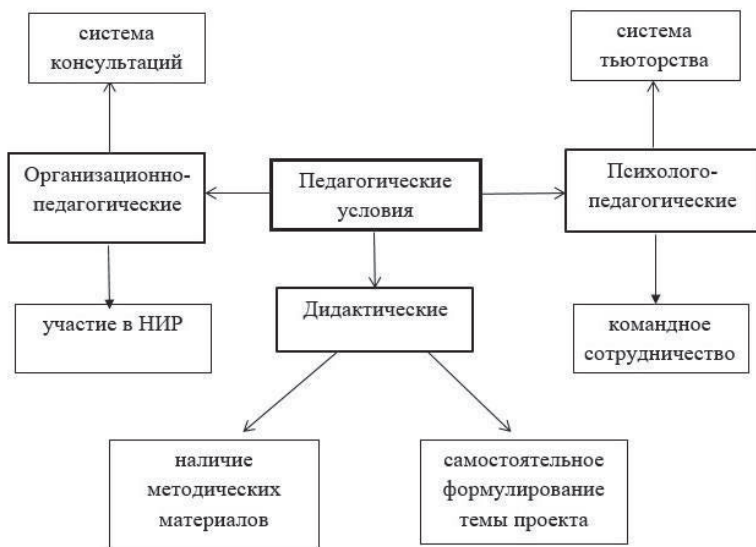 система
консультаций
система
тьюторства
Организационно-
педагогические
Педагогические
условия
Психолого-
педагогические
участие в НИР
Дидактические
командное
сотрудничество
наличие
методических
материалов
самостоятельное
формулирование
темы проекта